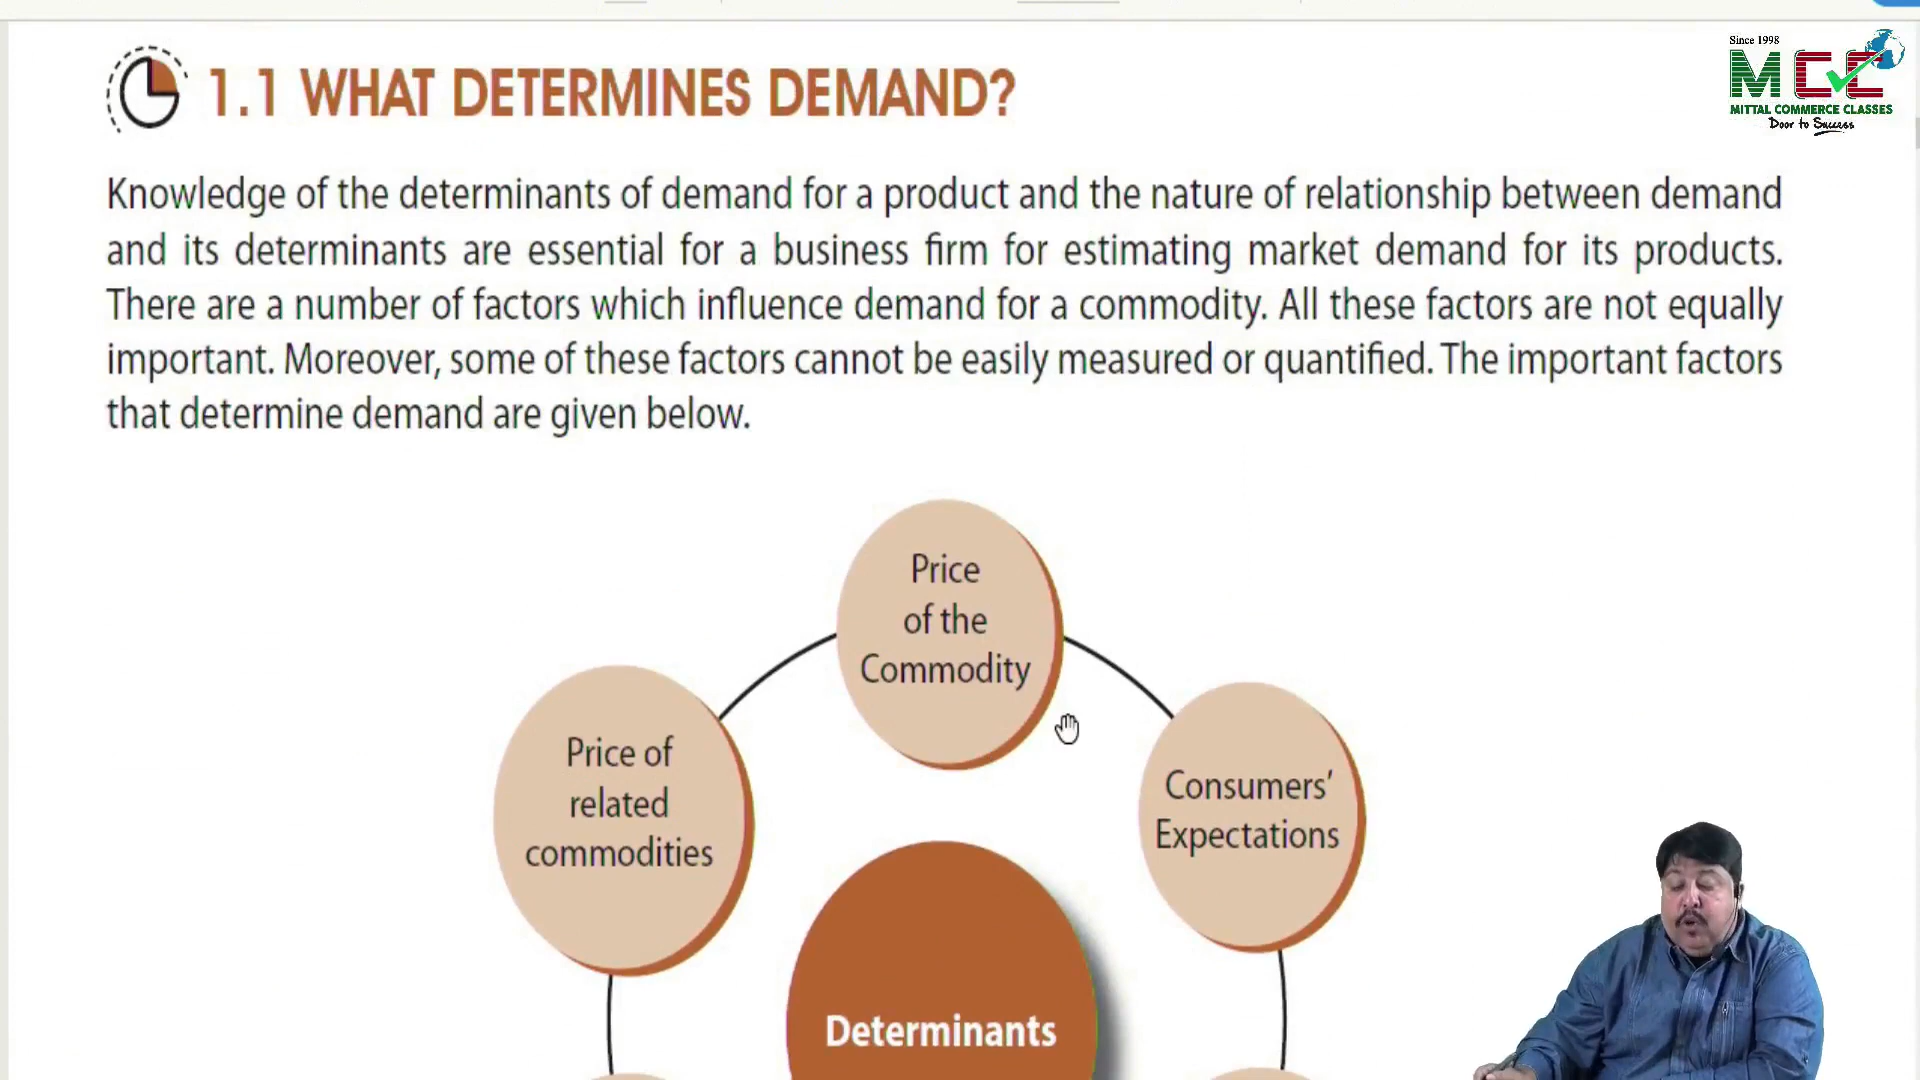 Since 1998
MCC
MITTAL COMMERCE CLASSES
Door to Success
1.1 WHAT DETERMINES DEMAND?
Knowledge of the determinants of demand for a product and the nature of relationship between demand
and its determinants are essential for a business firm for estimating market demand for its products.
There are a number of factors which influence demand for a commodity. All these factors are not equally
important. Moreover, some of these factors cannot be easily measured or quantified. The important factors
that determine demand are given below.
Price
of the
Commodity
Price of
related
commodities
Consumers’
Expectations
Determinants